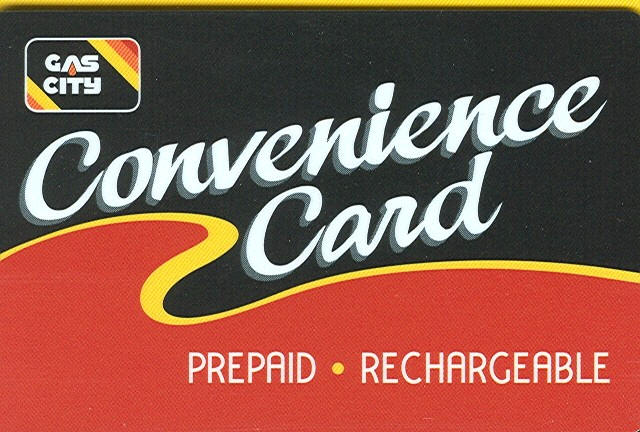 GAS
CITY
Convenience
Card
PREPAID • RECHARGEABLE